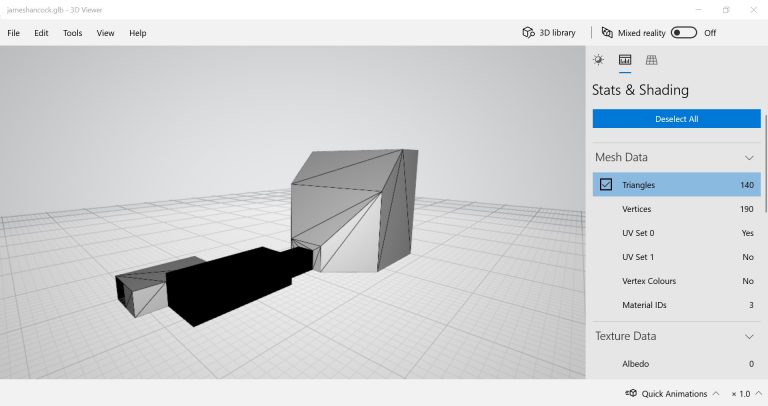 jameshancock.glb - 3D Viewer
File Edit Tools View Help 3D library Mixed reality Off
Stats & Shading
Deselect All
Mesh Data
Triangles 140
Vertices 190
UV Set 0 Yes
UV Set 1 No
Vertex Colours No
Material IDs 3
Texture Data
Albedo 0
Quick Animations × 1.0